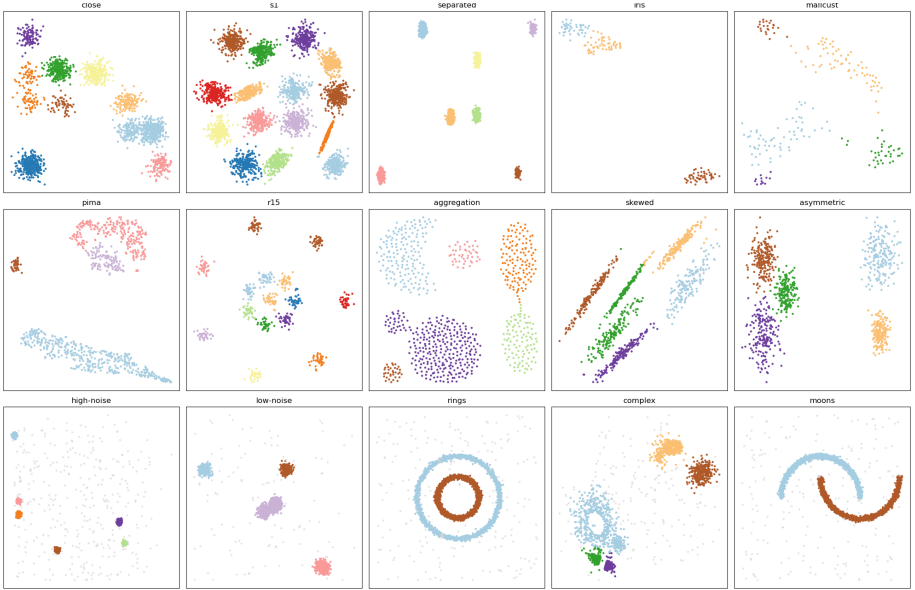 close
s1
separated
iris
mallcust
pima
r15
aggregation
skewed
asymmetric
high-noise
low-noise
rings
complex
moons